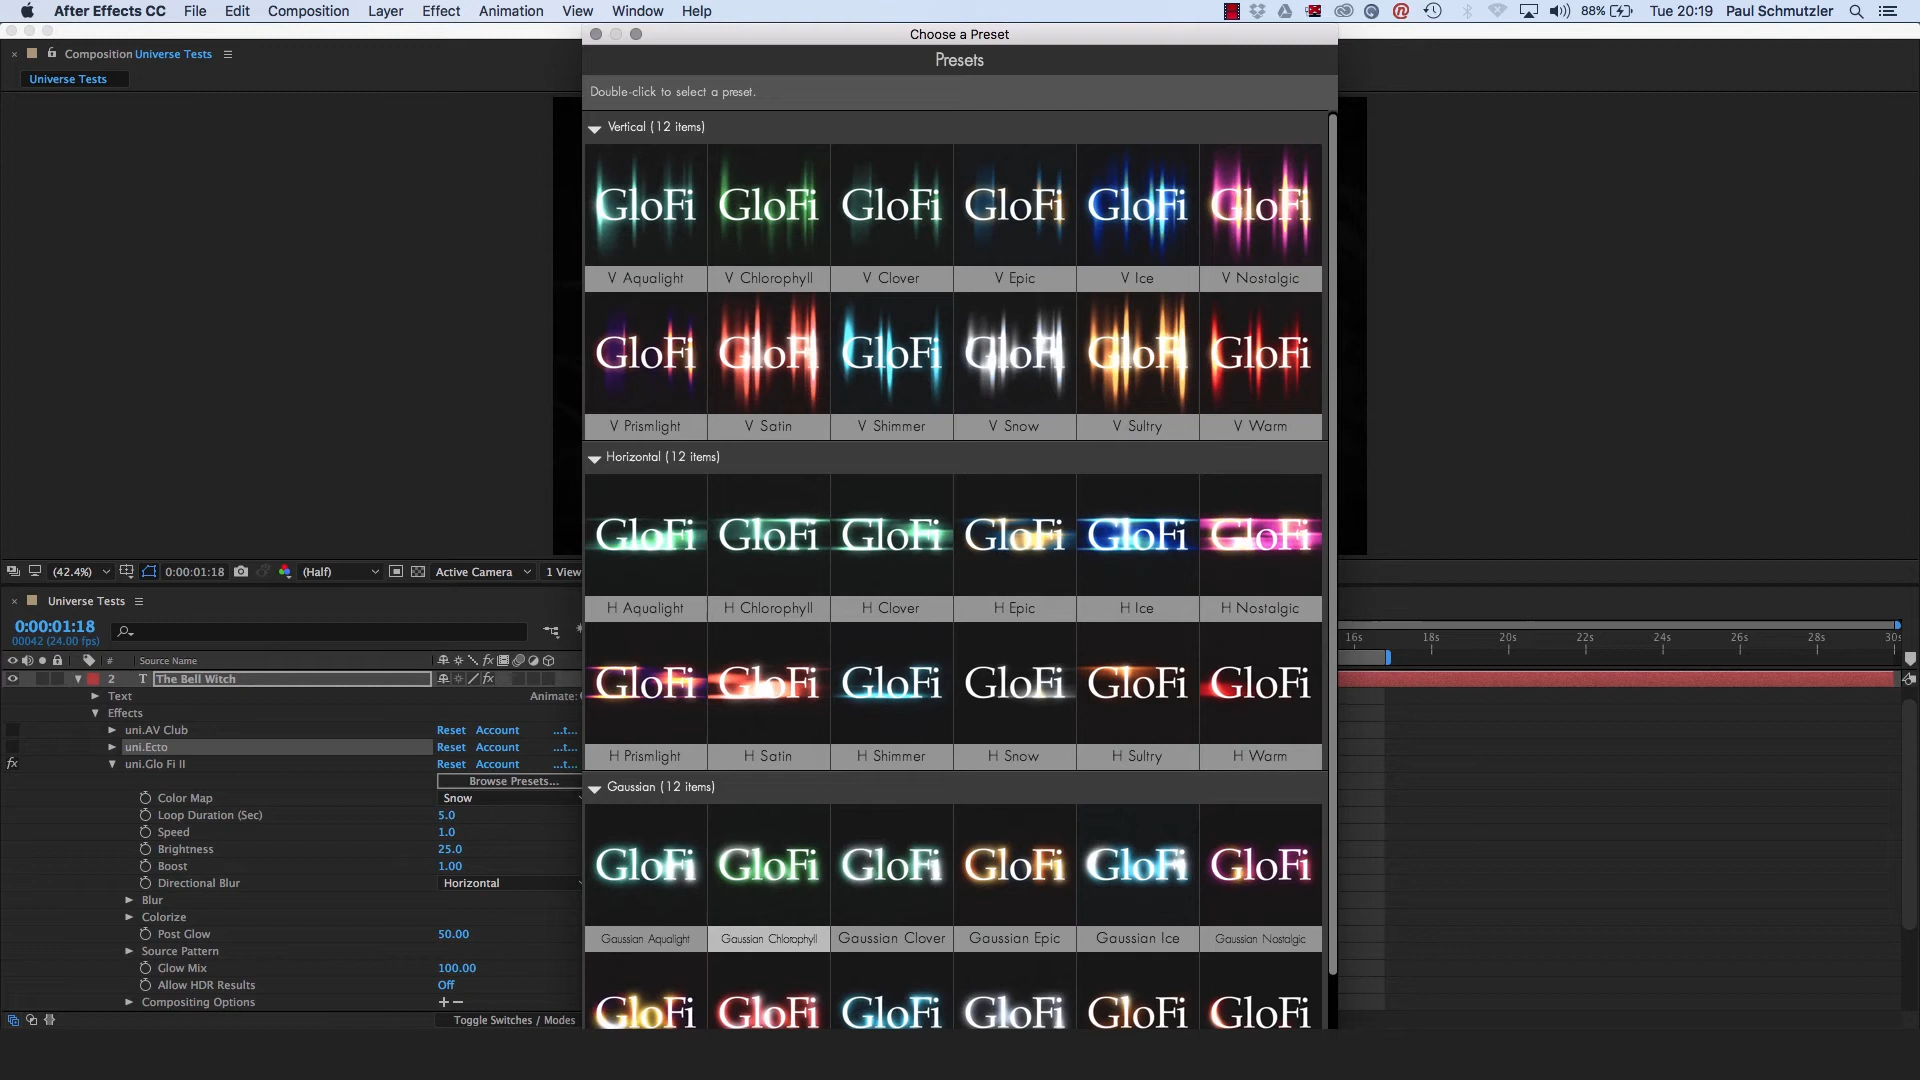 After Effects CC File Edit Composition Layer Effect Animation View Window Help 88% Tue 20:19 Paul Schmutzler
Choose a Preset
Composition Universe Tests
Presets
Universe Tests
Double-click to select a preset.
Vertical (12 items)
GloFi GloFi GloFi GloFi GloFi GloFi
V Aqualight V Chlorophyll V Clover V Epic V Ice V Nostalgic
GloFi GloFi GloFi GloFi GloFi GloFi
V Prismlight V Satin V Shimmer V Snow V Sultry V Warm
Horizontal (12 items)
GloFi GloFi GloFi GloFi GloFi GloFi
H Aqualight H Chlorophyll H Clover H Epic H Ice H Nostalgic
GloFi GloFi GloFi GloFi GloFi GloFi
H Prismlight H Satin H Shimmer H Snow H Sultry H Warm
Gaussian (12 items)
GloFi GloFi GloFi GloFi GloFi GloFi
Gaussian Aqualight Gaussian Chlorophyll Gaussian Clover Gaussian Epic Gaussian Ice Gaussian Nostalgic
GloFi GloFi GloFi GloFi GloFi GloFi
(42.4%) 0:00:01:18 (Half) Active Camera 1 View
Universe Tests
0:00:01:18
00042 (24.00 fps)
16s 18s 20s 22s 24s 26s 28s 30s
# Source Name
2 T The Bell Witch
Text Animate:
Effects
uni.AV Club Reset Account ...t...
uni.Ecto Reset Account ...t...
fx uni.Glo Fi II Reset Account ...t...
Browse Presets...
Color Map Snow
Loop Duration (Sec) 5.0
Speed 1.0
Brightness 25.0
Boost 1.00
Directional Blur Horizontal
Blur
Colorize
Post Glow 50.00
Source Pattern
Glow Mix 100.00
Allow HDR Results Off
Compositing Options + −
Toggle Switches / Modes